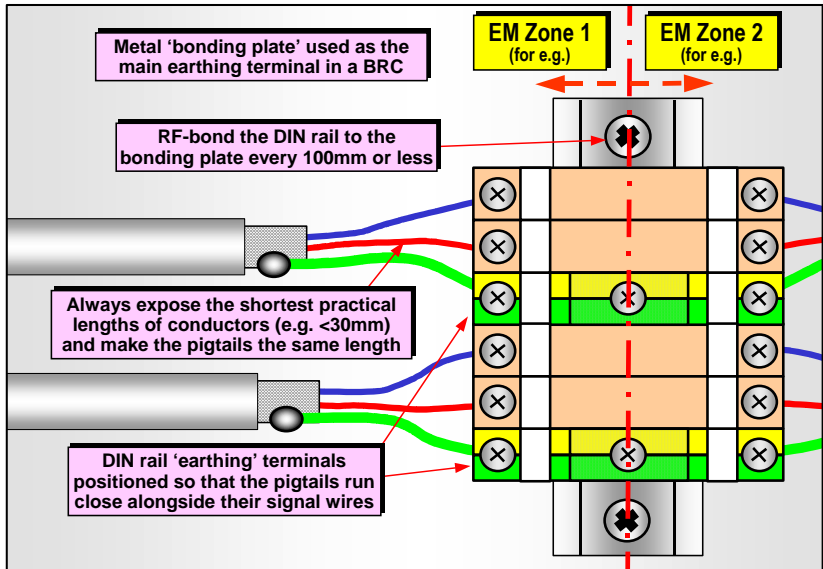 Metal ‘bonding plate’ used as the
main earthing terminal in a BRC
EM Zone 1
(for e.g.)
EM Zone 2
(for e.g.)
RF-bond the DIN rail to the
bonding plate every 100mm or less
Always expose the shortest practical
lengths of conductors (e.g. <30mm)
and make the pigtails the same length
DIN rail ‘earthing’ terminals
positioned so that the pigtails run
close alongside their signal wires